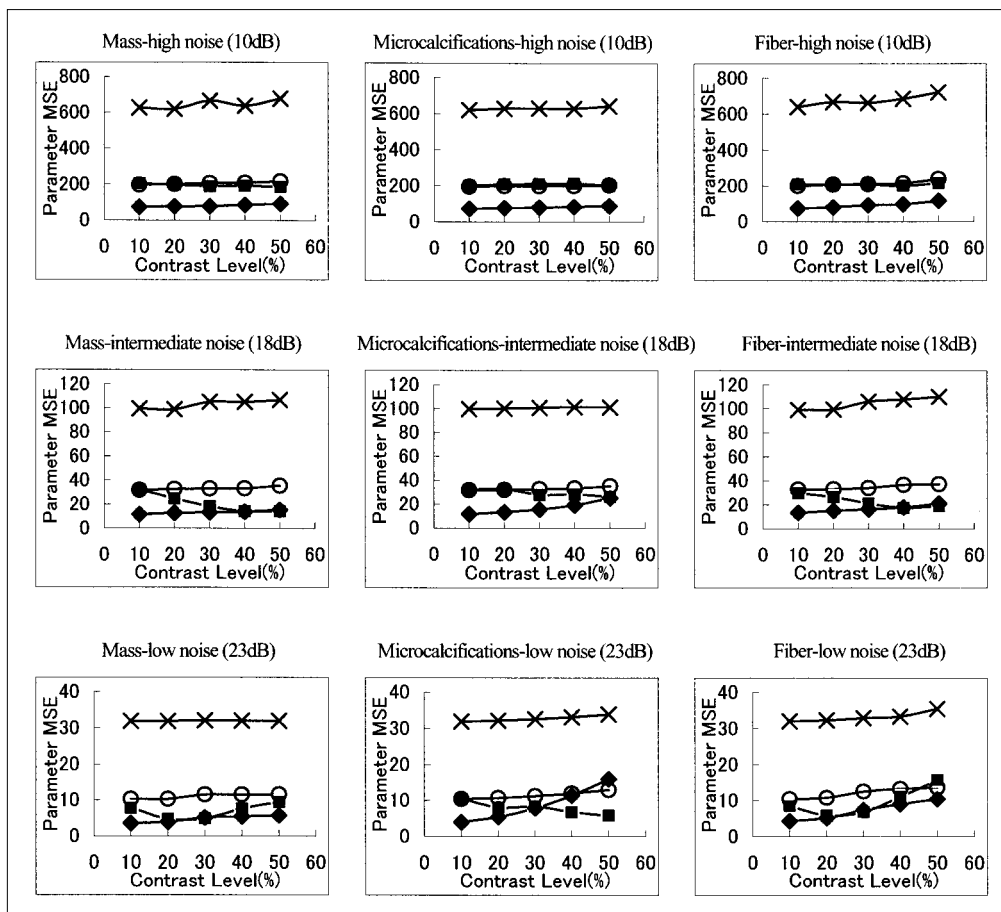 Mass-high noise (10dB)
Parameter MSE
800
600
400
200
0
0 10 20 30 40 50 60
Contrast Level(%)
Microcalcifications-high noise (10dB)
Parameter MSE
800
600
400
200
0
0 10 20 30 40 50 60
Contrast Level(%)
Fiber-high noise (10dB)
Parameter MSE
800
600
400
200
0
0 10 20 30 40 50 60
Contrast Level(%)
Mass-intermediate noise (18dB)
Parameter MSE
120
100
80
60
40
20
0
0 10 20 30 40 50 60
Contrast Level(%)
Microcalcifications-intermediate noise (18dB)
Parameter MSE
120
100
80
60
40
20
0
0 10 20 30 40 50 60
Contrast Level(%)
Fiber-intermediate noise (18dB)
Parameter MSE
120
100
80
60
40
20
0
0 10 20 30 40 50 60
Contrast Level(%)
Mass-low noise (23dB)
Parameter MSE
40
30
20
10
0
0 10 20 30 40 50 60
Contrast Level(%)
Microcalcifications-low noise (23dB)
Parameter MSE
40
30
20
10
0
0 10 20 30 40 50 60
Contrast Level(%)
Fiber-low noise (23dB)
Parameter MSE
40
30
20
10
0
0 10 20 30 40 50 60
Contrast Level(%)